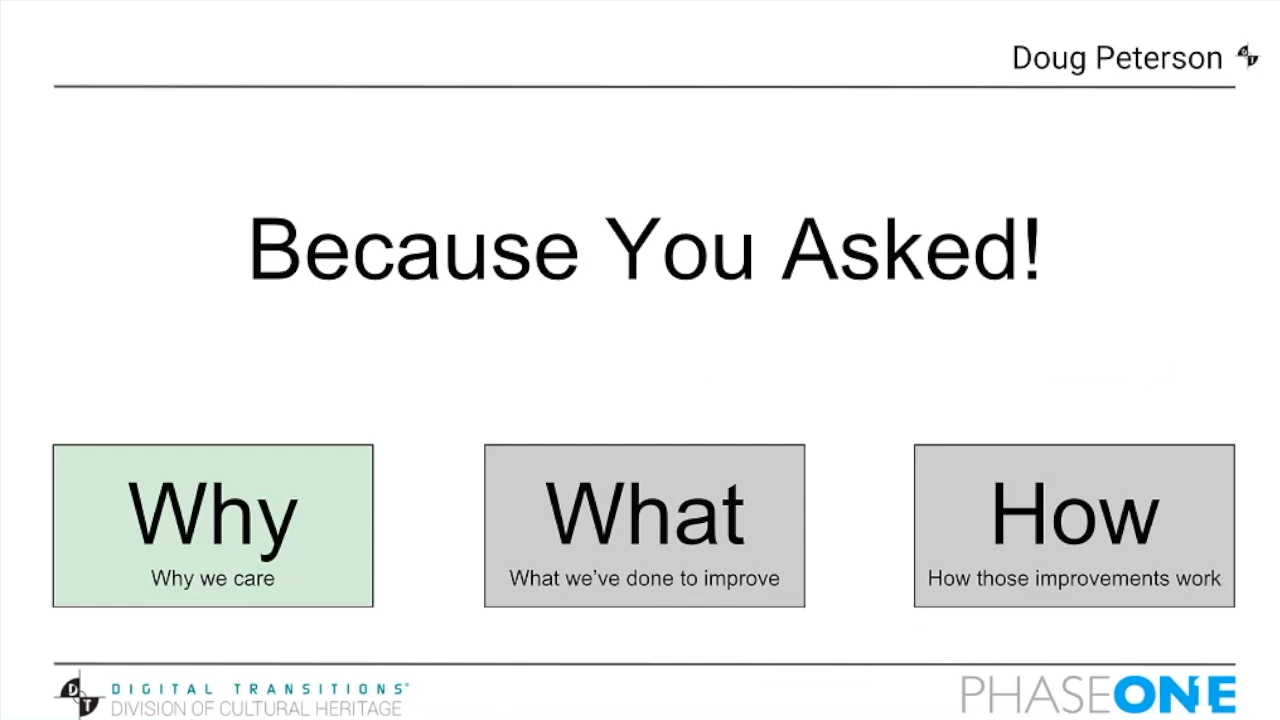 Doug Peterson
Because You Asked!
Why
Why we care
What
What we've done to improve
How
How those improvements work
DT
DIGITAL TRANSITIONS
DIVISION OF CULTURAL HERITAGE
PHASEONE